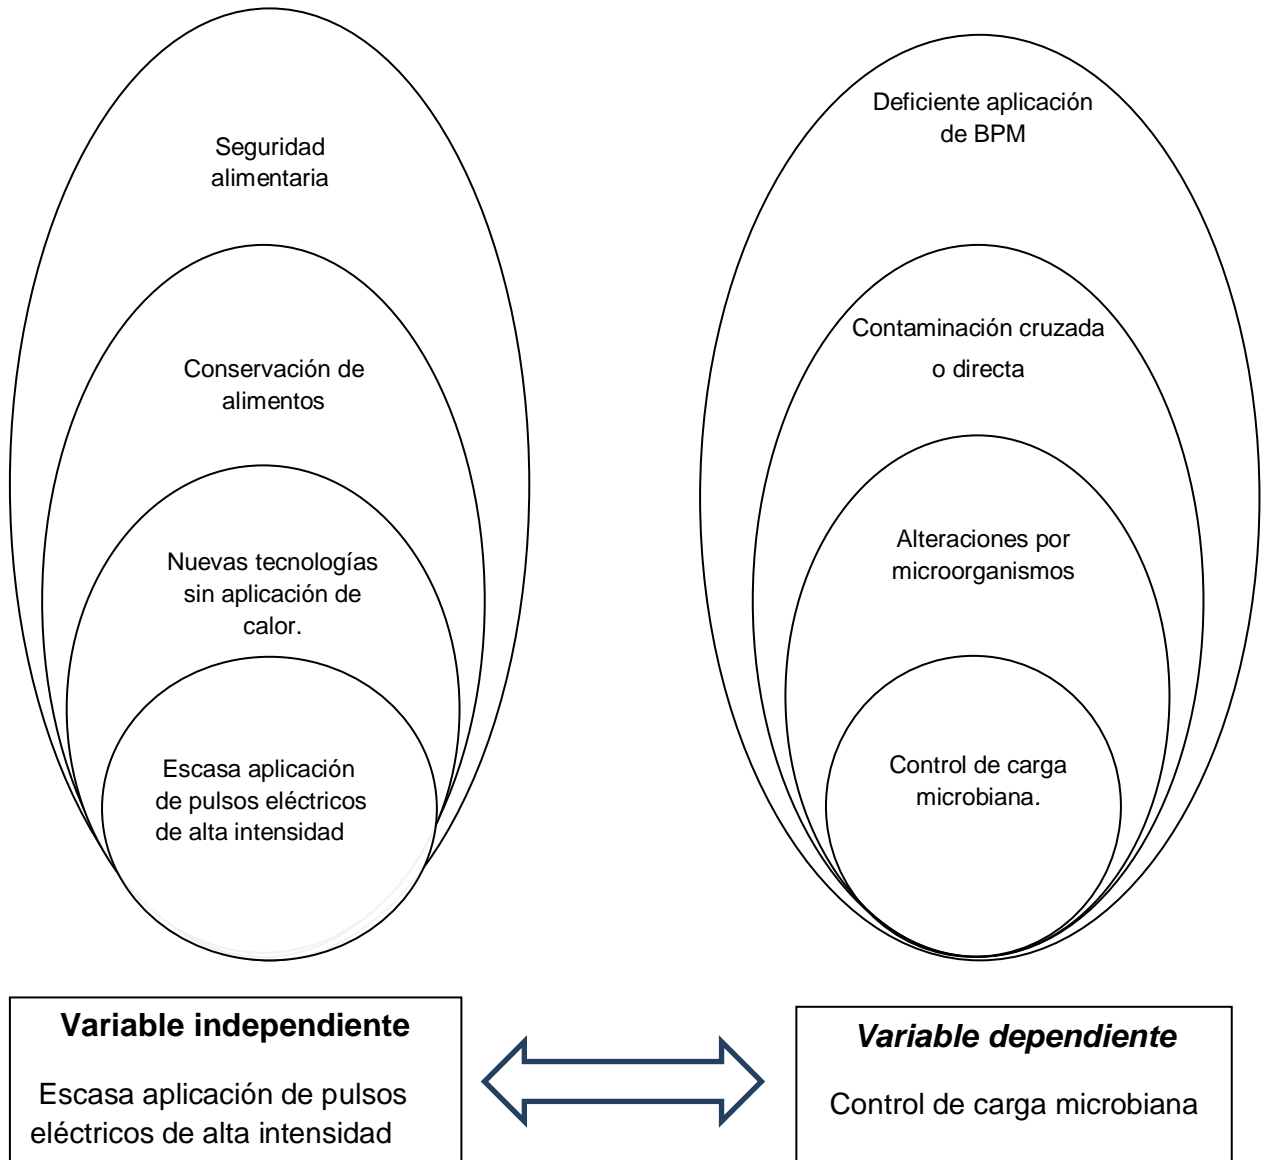 Seguridad
alimentaria
Conservación de
alimentos
Nuevas tecnologías
sin aplicación de
calor.
Escasa aplicación
de pulsos eléctricos
de alta intensidad
Deficiente aplicación
de BPM
Contaminación cruzada
o directa
Alteraciones por
microorganismos
Control de carga
microbiana.
Variable independiente
Escasa aplicación de pulsos
eléctricos de alta intensidad
Variable dependiente
Control de carga microbiana